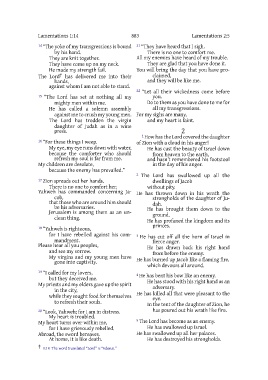 Lamentations 1:14
883
Lamentations 2:5
14 “The yoke of my transgressions is bound
by his hand.
They are knit together.
They have come up on my neck.
He made my strength fail.
The Lord† has delivered me into their
hands,
against whom I am not able to stand.
15 “The Lord has set at nothing all my
mighty men within me.
He has called a solemn assembly
against me to crush my young men.
The Lord has trodden the virgin
daughter of Judah as in a wine
press.
16 “For these things I weep.
My eye, my eye runs down with water,
because the comforter who should
refresh my soul is far from me.
My children are desolate,
because the enemy has prevailed.”
17 Zion spreads out her hands.
There is no one to comfort her.
Yahweh has commanded concerning Ja-
cob,
that those who are around him should
be his adversaries.
Jerusalem is among them as an un-
clean thing.
18 “Yahweh is righteous,
for I have rebelled against his com-
mandment.
Please hear all you peoples,
and see my sorrow.
My virgins and my young men have
gone into captivity.
19 “I called for my lovers,
but they deceived me.
My priests and my elders gave up the spirit
in the city,
while they sought food for themselves
to refresh their souls.
20 “Look, Yahweh; for I am in distress.
My heart is troubled.
My heart turns over within me,
for I have grievously rebelled.
Abroad, the sword bereaves.
At home, it is like death.
21 “They have heard that I sigh.
There is no one to comfort me.
All my enemies have heard of my trouble.
They are glad that you have done it.
You will bring the day that you have pro-
claimed,
and they will be like me.
22 “Let all their wickedness come before
you.
Do to them as you have done to me for
all my transgressions.
For my sighs are many,
and my heart is faint.
2
1 How has the Lord covered the daughter
of Zion with a cloud in his anger!
He has cast the beauty of Israel down
from heaven to the earth,
and hasn’t remembered his footstool
in the day of his anger.
2 The Lord has swallowed up all the
dwellings of Jacob
without pity.
He has thrown down in his wrath the
strongholds of the daughter of Ju-
dah.
He has brought them down to the
ground.
He has profaned the kingdom and its
princes.
3 He has cut off all the horn of Israel in
fierce anger.
He has drawn back his right hand
from before the enemy.
He has burned up Jacob like a flaming fire,
which devours all around.
4 He has bent his bow like an enemy.
He has stood with his right hand as an
adversary.
He has killed all that were pleasant to the
eye.
In the tent of the daughter of Zion, he
has poured out his wrath like fire.
5 The Lord has become as an enemy.
He has swallowed up Israel.
He has swallowed up all her palaces.
He has destroyed his strongholds.
† 1:14 The word translated “Lord” is “Adonai.”